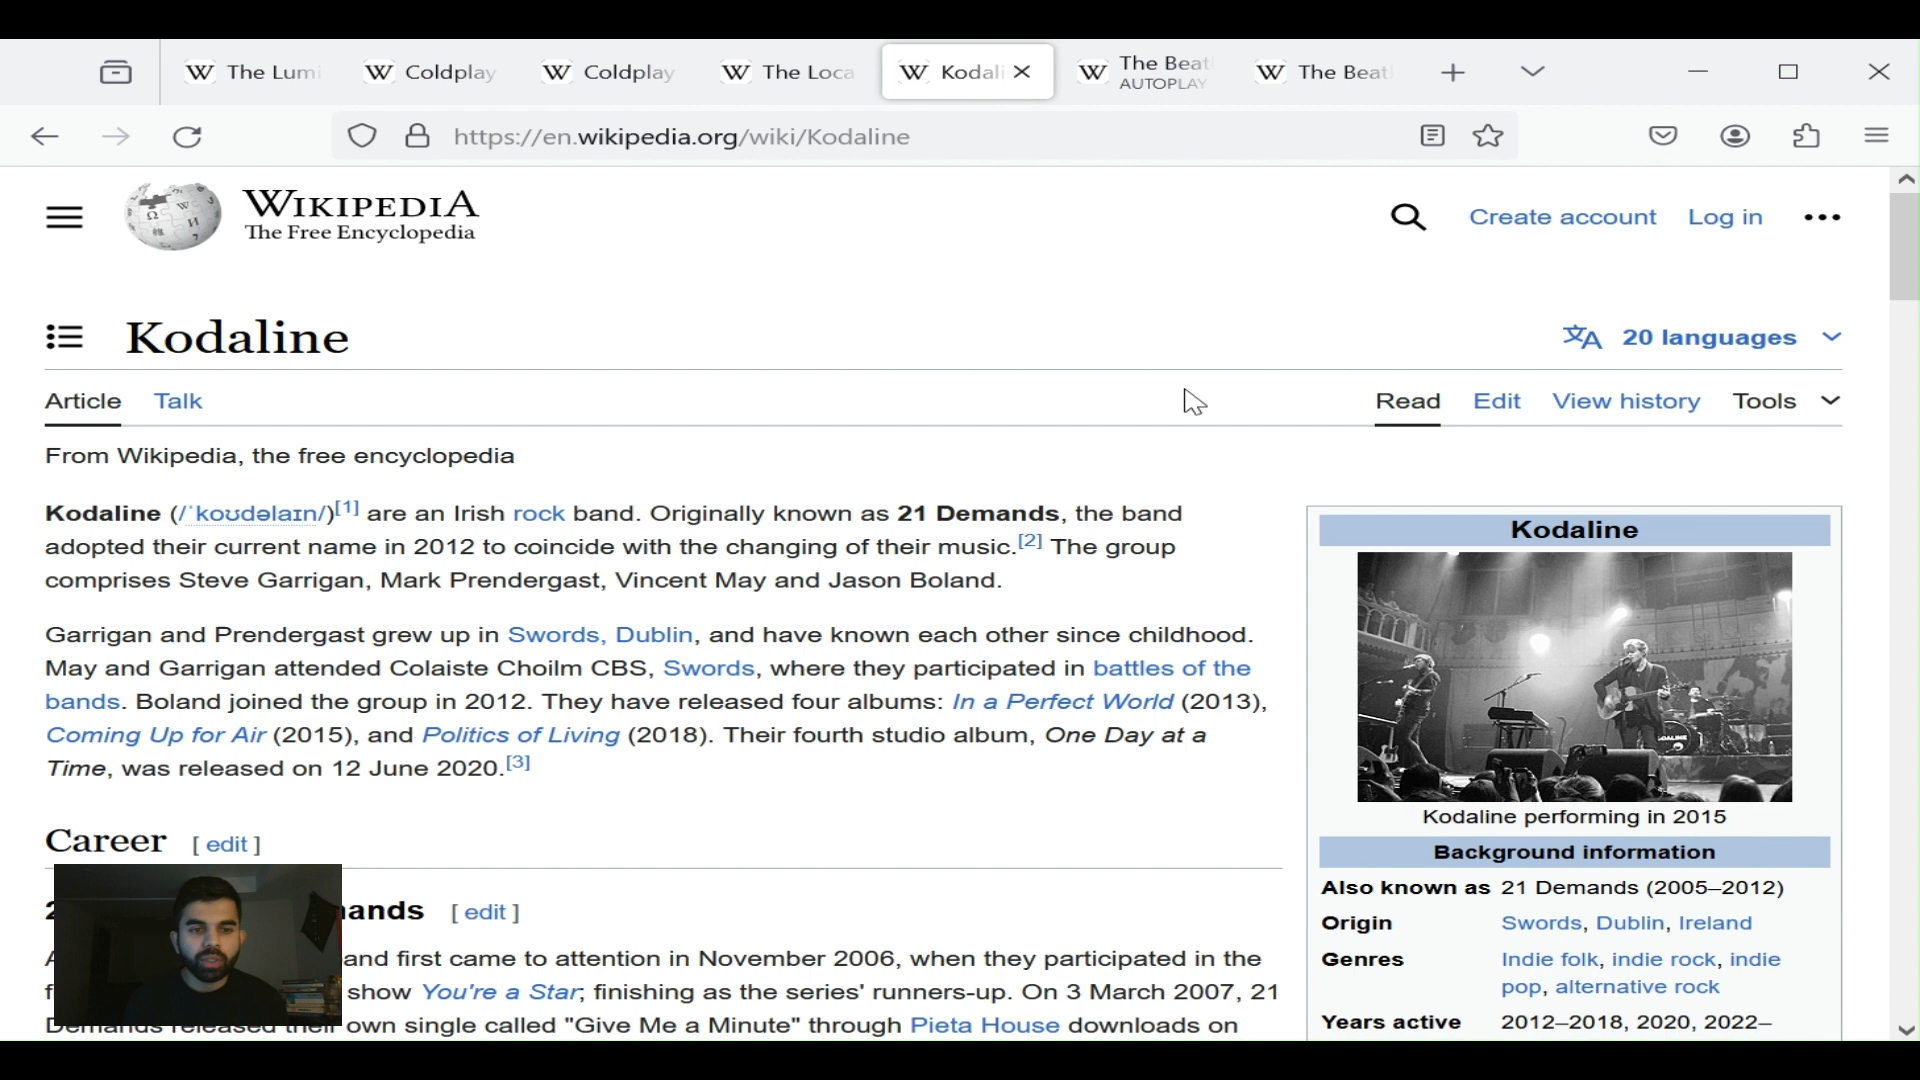 The Lumi
Coldplay
Coldplay
The Loca
Kodali
The Beat
AUTOPLAY
The Beatl
https://en.wikipedia.org/wiki/Kodaline
WIKIPEDIA
The Free Encyclopedia
Create account Log in
Kodaline
20 languages
Article Talk
Read Edit View history Tools
From Wikipedia, the free encyclopedia
Kodaline (/ˈkoʊdəlaɪn/)[1] are an Irish rock band. Originally known as 21 Demands, the band
adopted their current name in 2012 to coincide with the changing of their music.[2] The group
comprises Steve Garrigan, Mark Prendergast, Vincent May and Jason Boland.
Garrigan and Prendergast grew up in Swords, Dublin, and have known each other since childhood.
May and Garrigan attended Colaiste Choilm CBS, Swords, where they participated in battles of the
bands. Boland joined the group in 2012. They have released four albums: In a Perfect World (2013),
Coming Up for Air (2015), and Politics of Living (2018). Their fourth studio album, One Day at a
Time, was released on 12 June 2020.[3]
Career [ edit ]
ands [ edit ]
and first came to attention in November 2006, when they participated in the
show You're a Star; finishing as the series' runners-up. On 3 March 2007, 21
Demands released their own single called "Give Me a Minute" through Pieta House downloads on
Kodaline
Kodaline performing in 2015
Background information
Also known as 21 Demands (2005–2012)
Origin Swords, Dublin, Ireland
Genres Indie folk, indie rock, indie
pop, alternative rock
Years active 2012–2018, 2020, 2022–